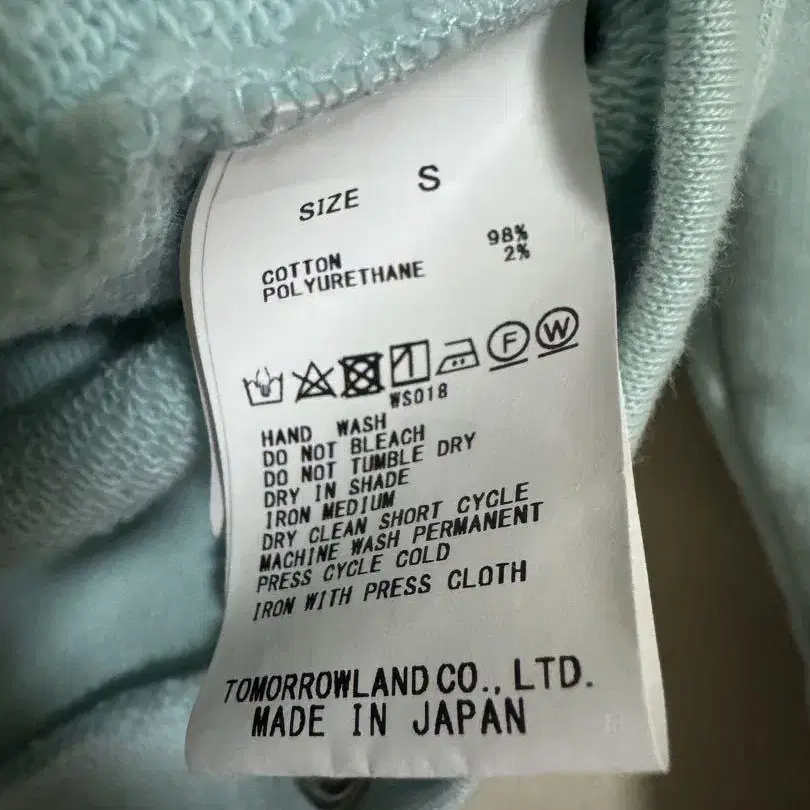 SIZE S
COTTON 98%
POLYURETHANE 2%
F W
WS018
HAND WASH
DO NOT BLEACH
DO NOT TUMBLE DRY
DRY IN SHADE
IRON MEDIUM
DRY CLEAN SHORT CYCLE
MACHINE WASH PERMANENT
PRESS CYCLE COLD
IRON WITH PRESS CLOTH
TOMORROWLAND CO., LTD.
MADE IN JAPAN